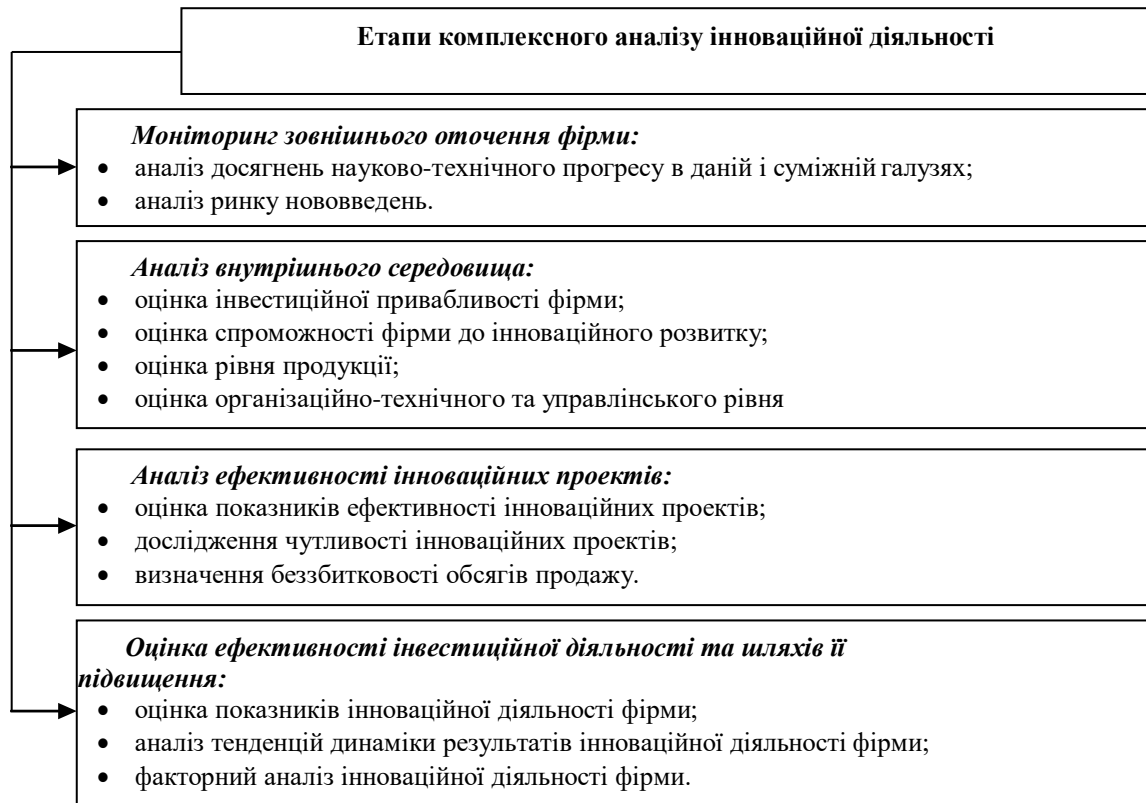 Етапи комплексного аналізу інноваційної діяльності
Моніторинг зовнішнього оточення фірми:
• аналіз досягнень науково-технічного прогресу в даній і суміжній галузях;
• аналіз ринку нововведень.
Аналіз внутрішнього середовища:
• оцінка інвестиційної привабливості фірми;
• оцінка спроможності фірми до інноваційного розвитку;
• оцінка рівня продукції;
• оцінка організаційно-технічного та управлінського рівня
Аналіз ефективності інноваційних проектів:
• оцінка показників ефективності інноваційних проектів;
• дослідження чутливості інноваційних проектів;
• визначення беззбитковості обсягів продажу.
Оцінка ефективності інвестиційної діяльності та шляхів її
підвищення:
• оцінка показників інноваційної діяльності фірми;
• аналіз тенденцій динаміки результатів інноваційної діяльності фірми;
• факторний аналіз інноваційної діяльності фірми.